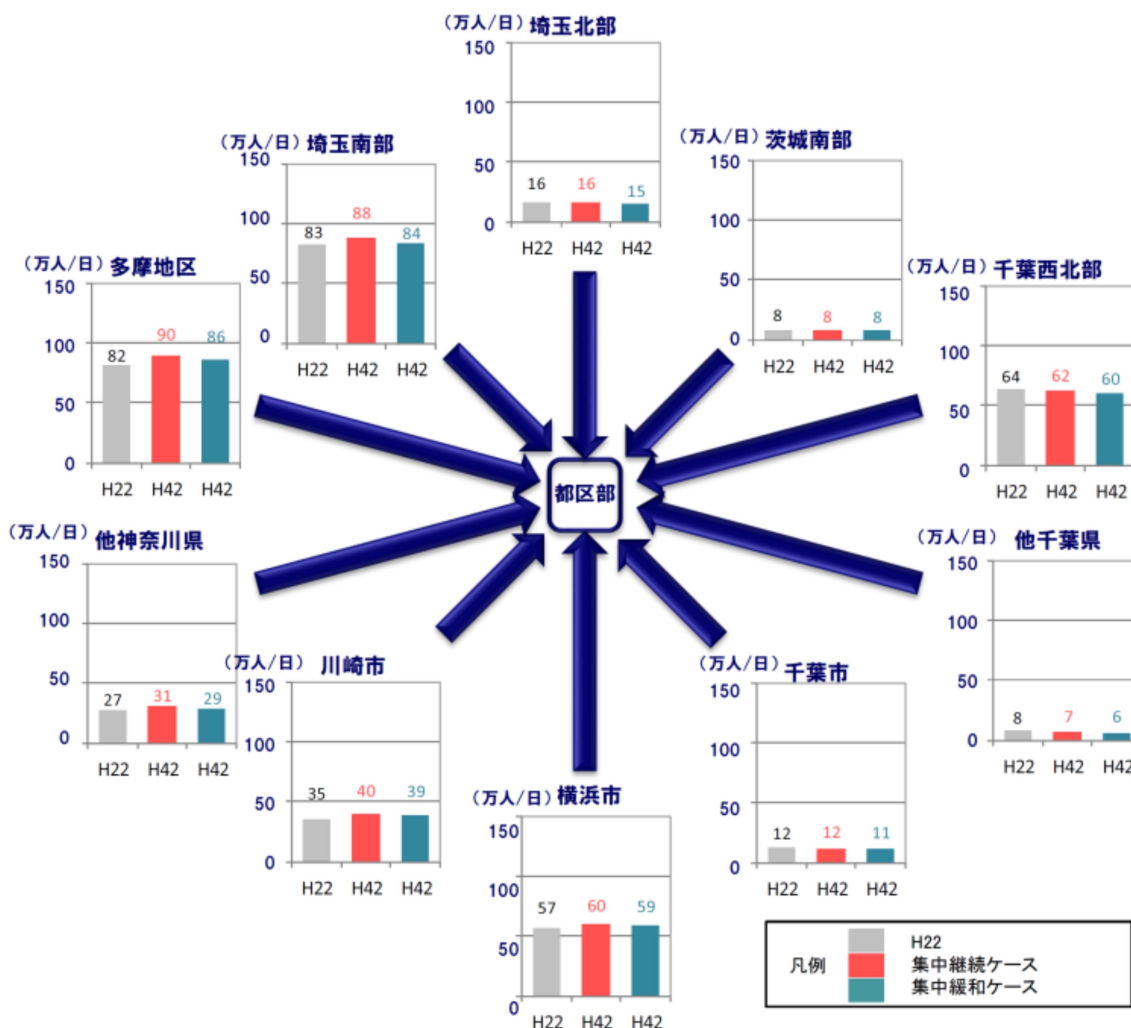 (万人/日) 埼玉北部
150
100
50
0
16
16
15
H22 H42 H42
(万人/日) 埼玉南部
150
100
50
0
83
88
84
H22 H42 H42
(万人/日) 茨城南部
150
100
50
0
8
8
8
H22 H42 H42
(万人/日) 多摩地区
150
100
50
0
82
90
86
H22 H42 H42
(万人/日) 千葉西北部
150
100
50
0
64
62
60
H22 H42 H42
都区部
(万人/日) 他神奈川県
150
100
50
0
27
31
29
H22 H42 H42
(万人/日) 他千葉県
150
100
50
0
8
7
6
H22 H42 H42
(万人/日) 川崎市
150
100
50
0
35
40
39
H22 H42 H42
(万人/日) 千葉市
150
100
50
0
12
12
11
H22 H42 H42
(万人/日) 横浜市
150
100
50
0
57
60
59
H22 H42 H42
凡例
H22
集中継続ケース
集中緩和ケース